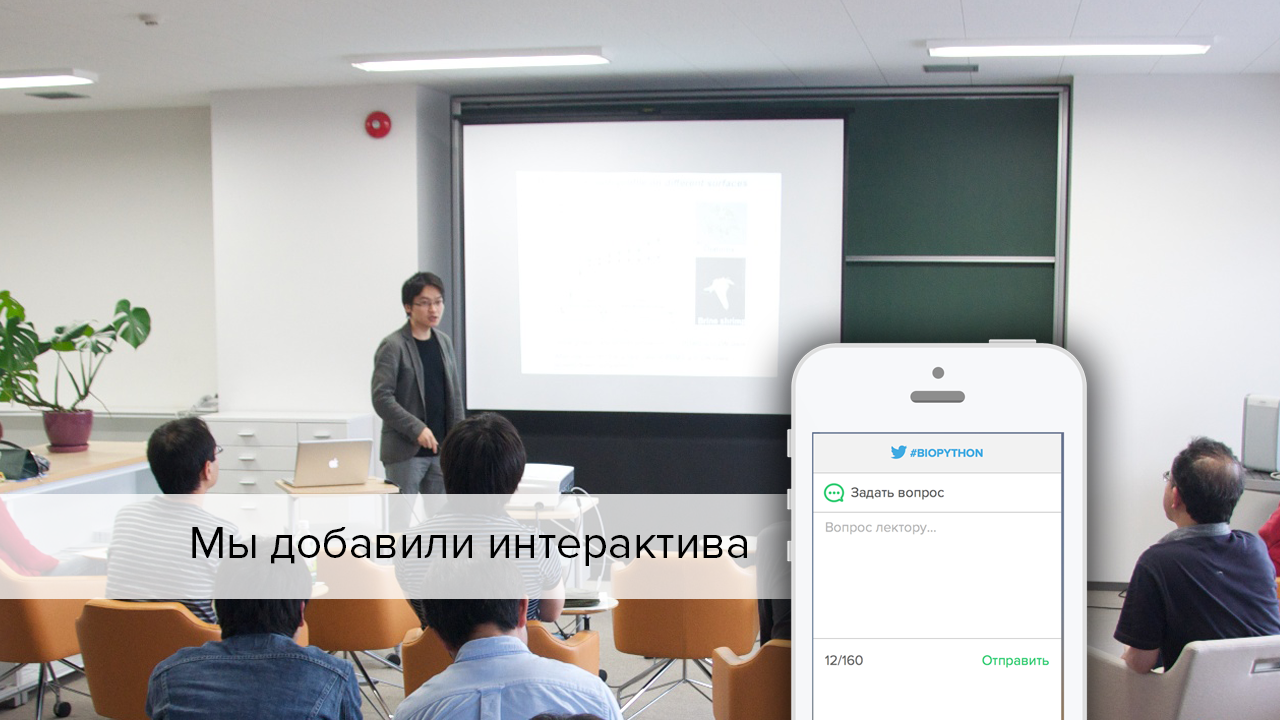 Мы добавили интерактива
#BIOPYTHON
Задать вопрос
Вопрос лектору...
12/160
Отправить